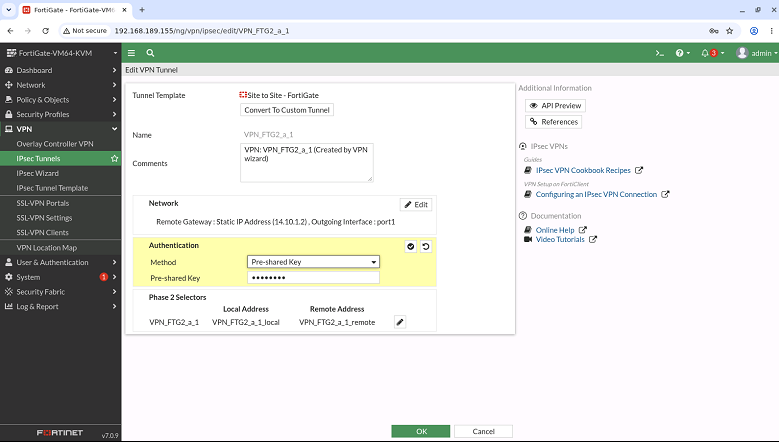 FortiGate - VM64-KVM
Not secure
192.168.189.155/ng/vpn/ipsec/edit/VPN_FTG2_a_1
FortiGate-VM64-KVM
3
admin
Dashboard
Network
Policy & Objects
Security Profiles
VPN
Overlay Controller VPN
IPsec Tunnels
IPsec Wizard
IPsec Tunnel Template
SSL-VPN Portals
SSL-VPN Settings
SSL-VPN Clients
VPN Location Map
User & Authentication
System
1
Security Fabric
Log & Report
FORTINET
v7.0.9
Edit VPN Tunnel
Tunnel Template
Site to Site - FortiGate
Convert To Custom Tunnel
Name
VPN_FTG2_a_1
Comments
VPN: VPN_FTG2_a_1 (Created by VPN
wizard)
Network
Edit
Remote Gateway : Static IP Address (14.10.1.2) , Outgoing Interface : port1
Authentication
Method
Pre-shared Key
Pre-shared Key
••••••••
Phase 2 Selectors
Local Address
Remote Address
VPN_FTG2_a_1
VPN_FTG2_a_1_local
VPN_FTG2_a_1_remote
OK
Cancel
Additional Information
API Preview
References
IPsec VPNs
Guides
IPsec VPN Cookbook Recipes
VPN Setup on FortiClient
Configuring an IPsec VPN Connection
Documentation
Online Help
Video Tutorials